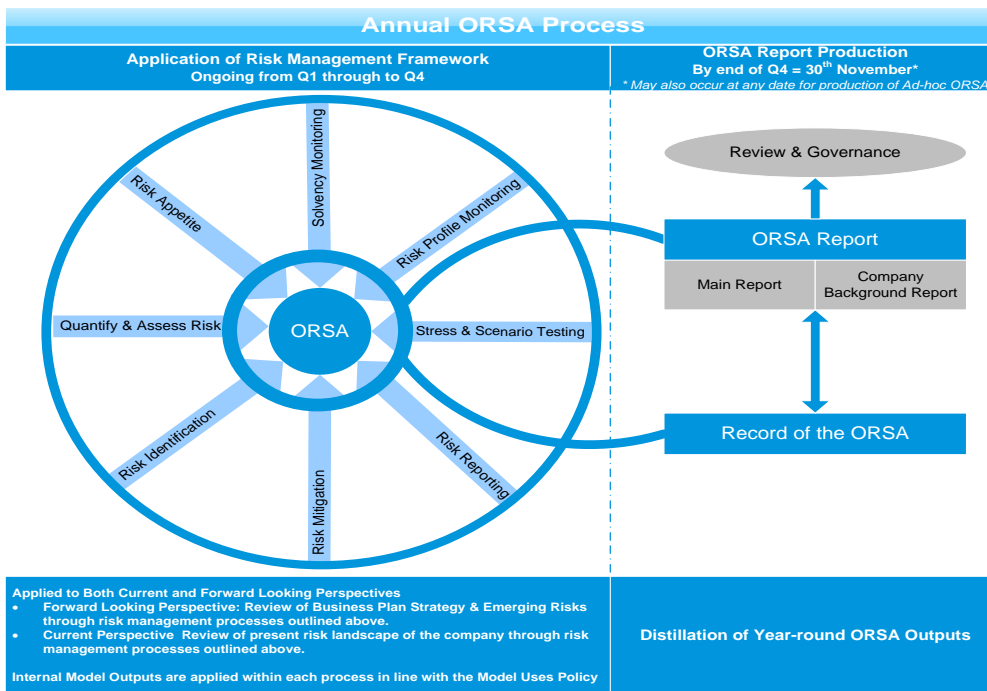 Annual ORSA Process
Application of Risk Management Framework
Ongoing from Q1 through to Q4
ORSA Report Production
By end of Q4 = 30th November*
* May also occur at any date for production of Ad-hoc ORSA
Solvency Monitoring
Risk Appetite
Risk Profile Monitoring
Quantify & Assess Risk
ORSA
Stress & Scenario Testing
Risk Identification
Risk Mitigation
Risk Reporting
Review & Governance
ORSA Report
Main Report
Company
Background Report
Record of the ORSA
Applied to Both Current and Forward Looking Perspectives
• Forward Looking Perspective: Review of Business Plan Strategy & Emerging Risks
through risk management processes outlined above.
• Current Perspective Review of present risk landscape of the company through risk
management processes outlined above.
Internal Model Outputs are applied within each process in line with the Model Uses Policy
Distillation of Year-round ORSA Outputs